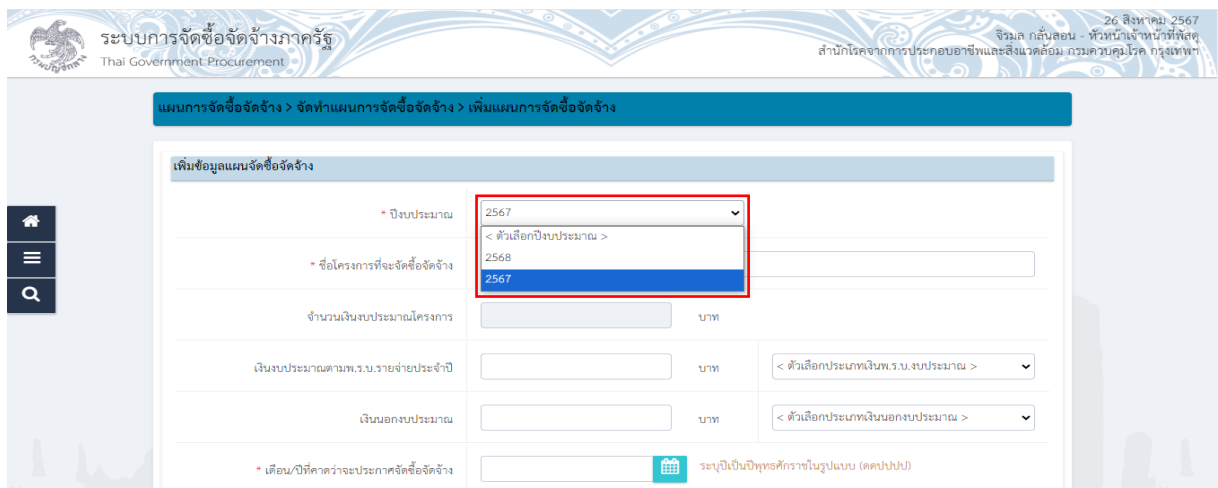 26 สิงหาคม 2567
ระบบการจัดซื้อจัดจ้างภาครัฐ
จิรมล กลั่นสอน - หัวหน้าเจ้าหน้าที่พัสดุ
Thai Government Procurement
สำนักโรคจากการประกอบอาชีพและสิ่งแวดล้อม กรมควบคุมโรค กรุงเทพฯ
กรมบัญชีกลาง
แผนการจัดซื้อจัดจ้าง > จัดทำแผนการจัดซื้อจัดจ้าง > เพิ่มแผนการจัดซื้อจัดจ้าง
เพิ่มข้อมูลแผนจัดซื้อจัดจ้าง
* ปีงบประมาณ 2567
< ตัวเลือกปีงบประมาณ >
2568
2567
* ชื่อโครงการที่จะจัดซื้อจัดจ้าง
จำนวนเงินงบประมาณโครงการ บาท
เงินงบประมาณตามพ.ร.บ.รายจ่ายประจำปี บาท < ตัวเลือกประเภทเงินพ.ร.บ.งบประมาณ >
เงินนอกงบประมาณ บาท < ตัวเลือกประเภทเงินนอกงบประมาณ >
* เดือน/ปีที่คาดว่าจะประกาศจัดซื้อจัดจ้าง ระบุปีเป็นปีพุทธศักราชในรูปแบบ (ดดปปปป)